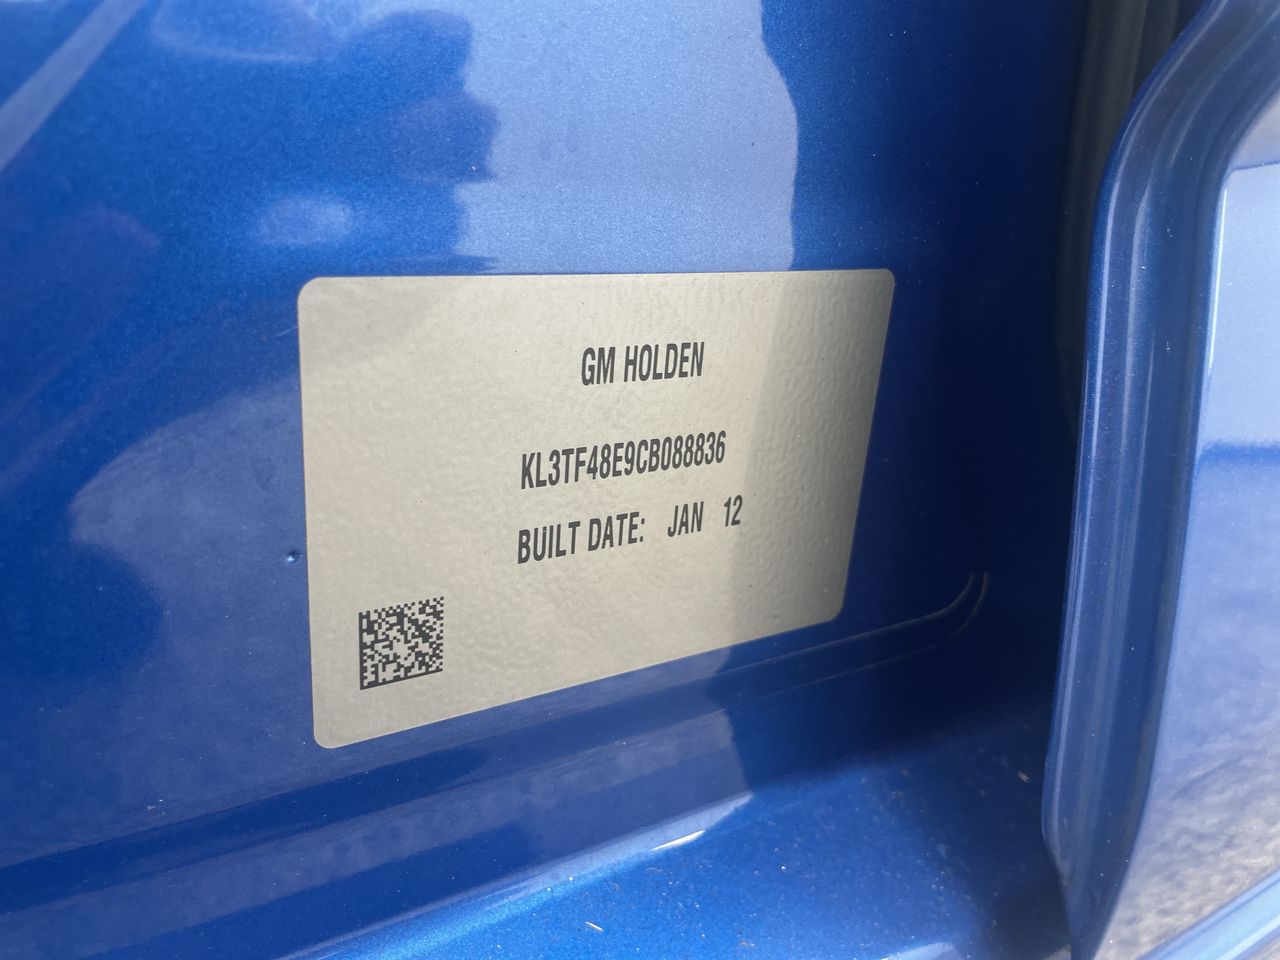 GM HOLDEN
KL3TF48E9CB088836
BUILT DATE: JAN 12